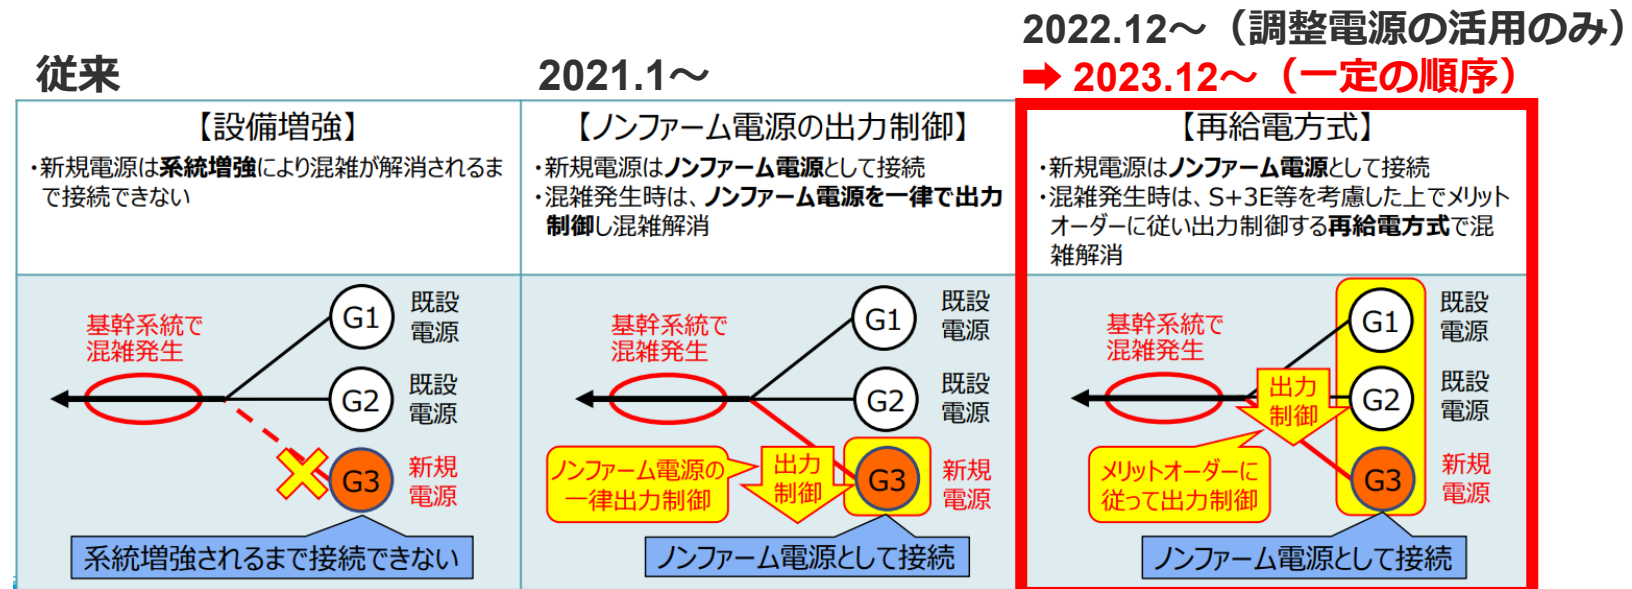 2022.12～（調整電源の活用のみ）
従来
2021.1～
➡ 2023.12～（一定の順序）
【設備増強】
・新規電源は系統増強により混雑が解消されるま
で接続できない
【ノンファーム電源の出力制御】
・新規電源はノンファーム電源として接続
・混雑発生時は、ノンファーム電源を一律で出力
制御し混雑解消
【再給電方式】
・新規電源はノンファーム電源として接続
・混雑発生時は、S+3E等を考慮した上でメリット
オーダーに従い出力制御する再給電方式で混
雑解消
基幹系統で
混雑発生
G1
既設
電源
G2
既設
電源
G3
新規
電源
系統増強されるまで接続できない
基幹系統で
混雑発生
G1
既設
電源
G2
既設
電源
ノンファーム電源の
一律出力制御
出力
制御
G3
新規
電源
ノンファーム電源として接続
基幹系統で
混雑発生
G1
既設
電源
出力
制御
G2
既設
電源
メリットオーダーに
従って出力制御
G3
新規
電源
ノンファーム電源として接続